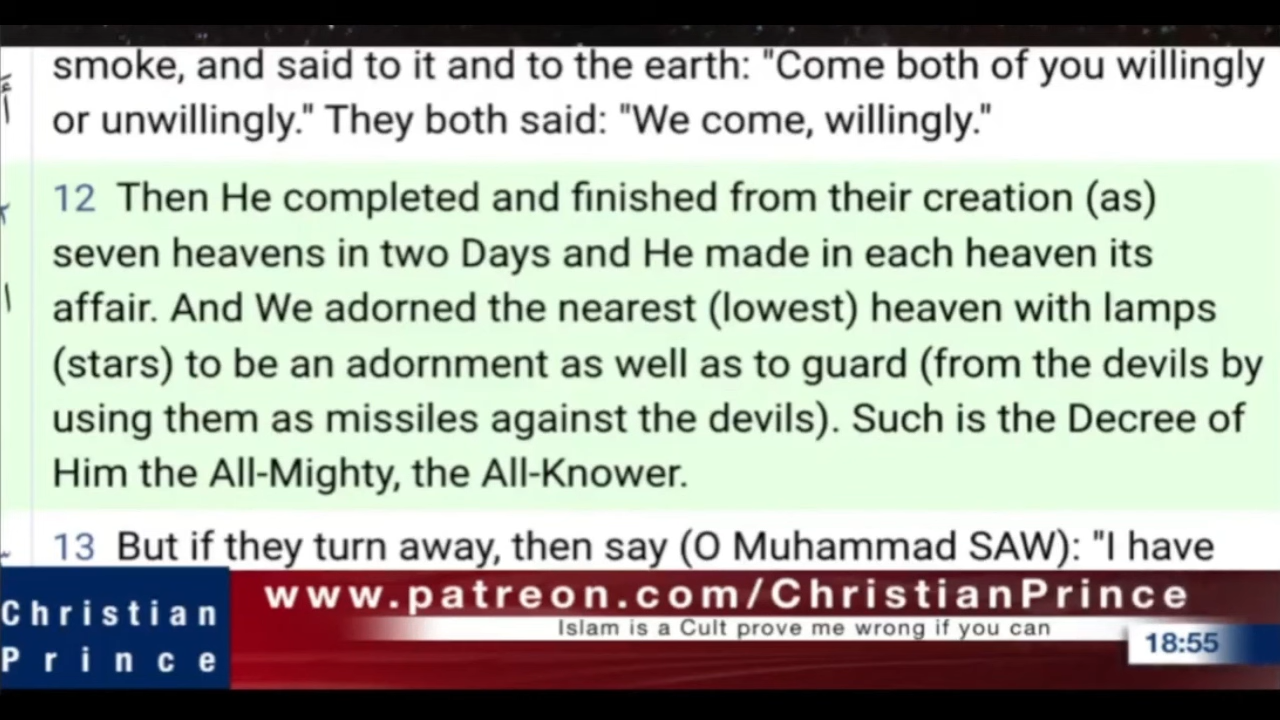 smoke, and said to it and to the earth: "Come both of you willingly
or unwillingly." They both said: "We come, willingly."
12 Then He completed and finished from their creation (as)
seven heavens in two Days and He made in each heaven its
affair. And We adorned the nearest (lowest) heaven with lamps
(stars) to be an adornment as well as to guard (from the devils by
using them as missiles against the devils). Such is the Decree of
Him the All-Mighty, the All-Knower.
13 But if they turn away, then say (O Muhammad SAW): "I have
www.patreon.com/ChristianPrince
Islam is a Cult prove me wrong if you can
Christian
Prince
18:55